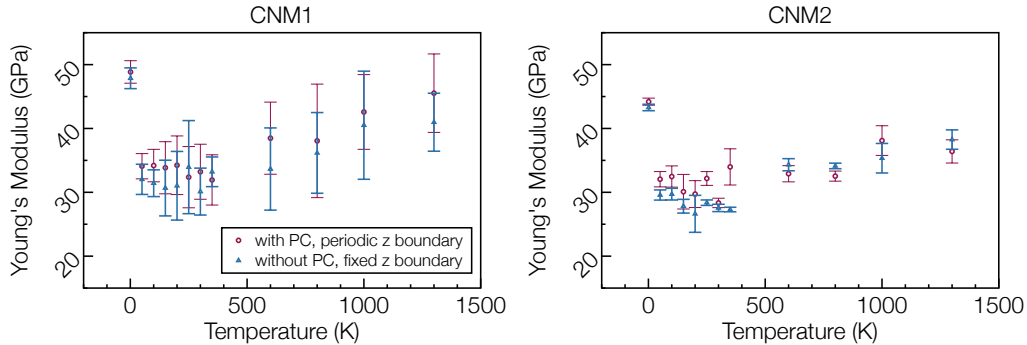 CNM1
Young's Modulus (GPa)
50
40
30
20
with PC, periodic z boundary
without PC, fixed z boundary
0
500
1000
1500
Temperature (K)
CNM2
Young's Modulus (GPa)
50
40
30
20
0
500
1000
1500
Temperature (K)